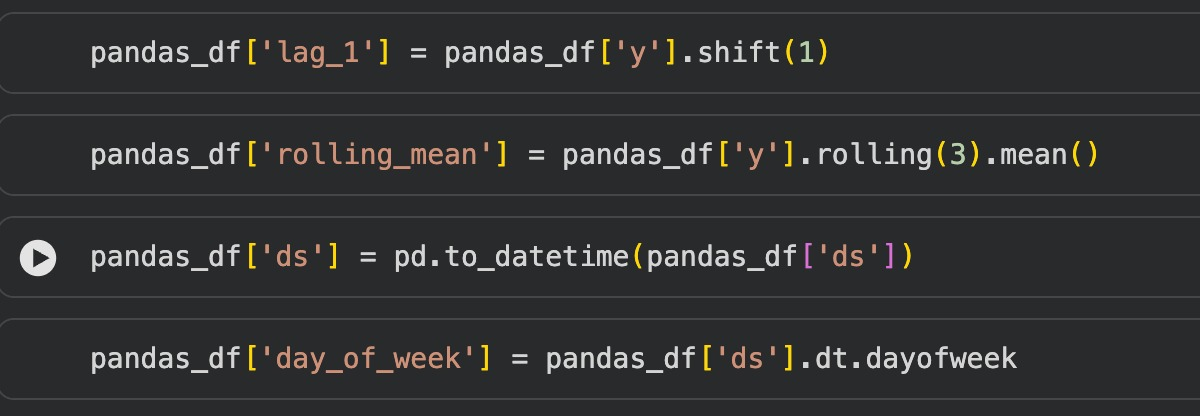 pandas_df['lag_1'] = pandas_df['y'].shift(1)
pandas_df['rolling_mean'] = pandas_df['y'].rolling(3).mean()
pandas_df['ds'] = pd.to_datetime(pandas_df['ds'])
pandas_df['day_of_week'] = pandas_df['ds'].dt.dayofweek